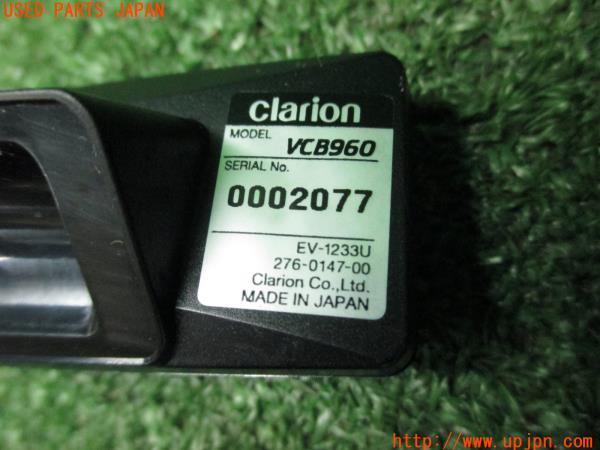 USED PARTS JAPAN
clarion
MODEL VCB960
SERIAL No.
0002077
EV-1233U
276-0147-00
Clarion Co.,Ltd.
MADE IN JAPAN
http://www.upjpn.com